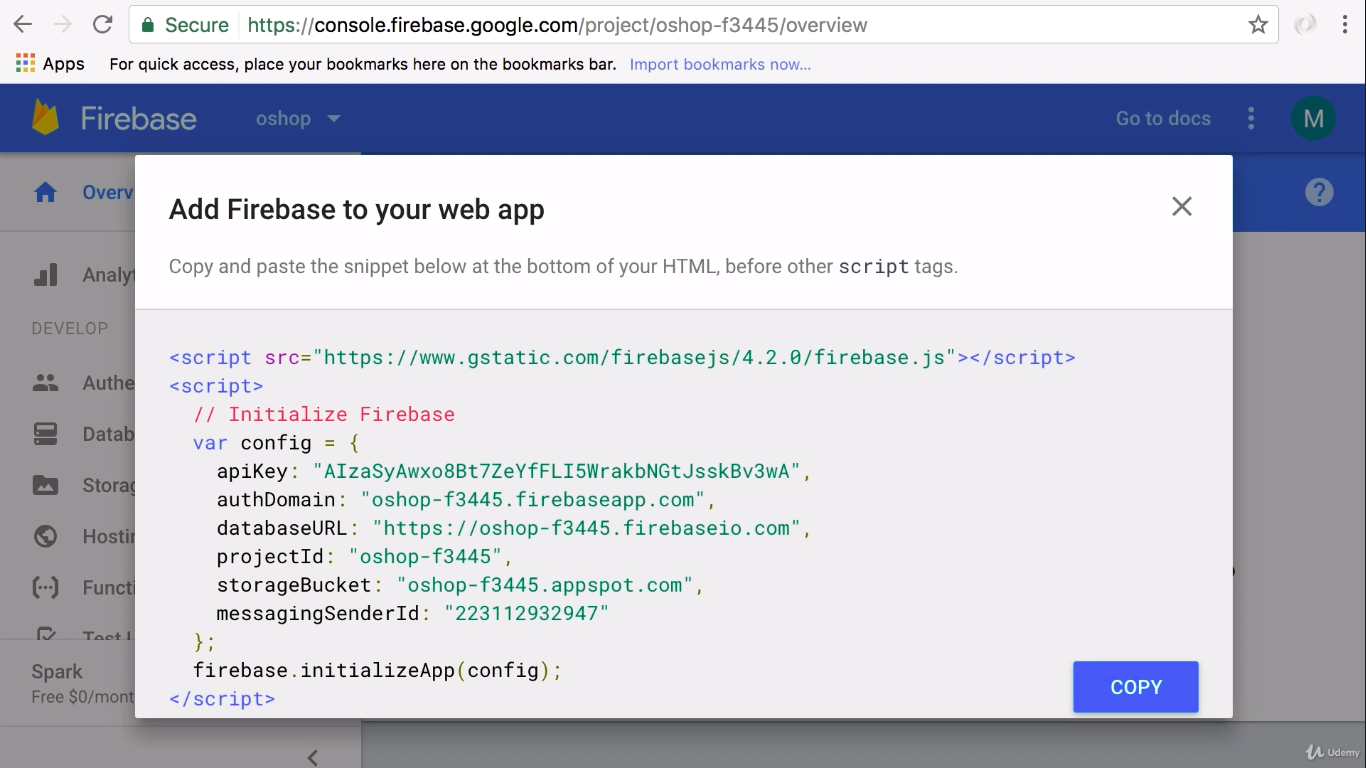 Secure https://console.firebase.google.com/project/oshop-f3445/overview
Apps For quick access, place your bookmarks here on the bookmarks bar. Import bookmarks now...
Firebase oshop Go to docs M
Add Firebase to your web app
Copy and paste the snippet below at the bottom of your HTML, before other script tags.
<script src="https://www.gstatic.com/firebasejs/4.2.0/firebase.js"></script>
<script>
// Initialize Firebase
var config = {
apiKey: "AIzaSyAwxo8Bt7ZeYfFLI5WrakbNGtJsskBv3wA",
authDomain: "oshop-f3445.firebaseapp.com",
databaseURL: "https://oshop-f3445.firebaseio.com",
projectId: "oshop-f3445",
storageBucket: "oshop-f3445.appspot.com",
messagingSenderId: "223112932947"
};
firebase.initializeApp(config);
</script>
COPY
Overv
Analyt
DEVELOP
Authe
Datab
Storag
Hostin
Functi
Test L
Spark
Free $0/mont
Udemy